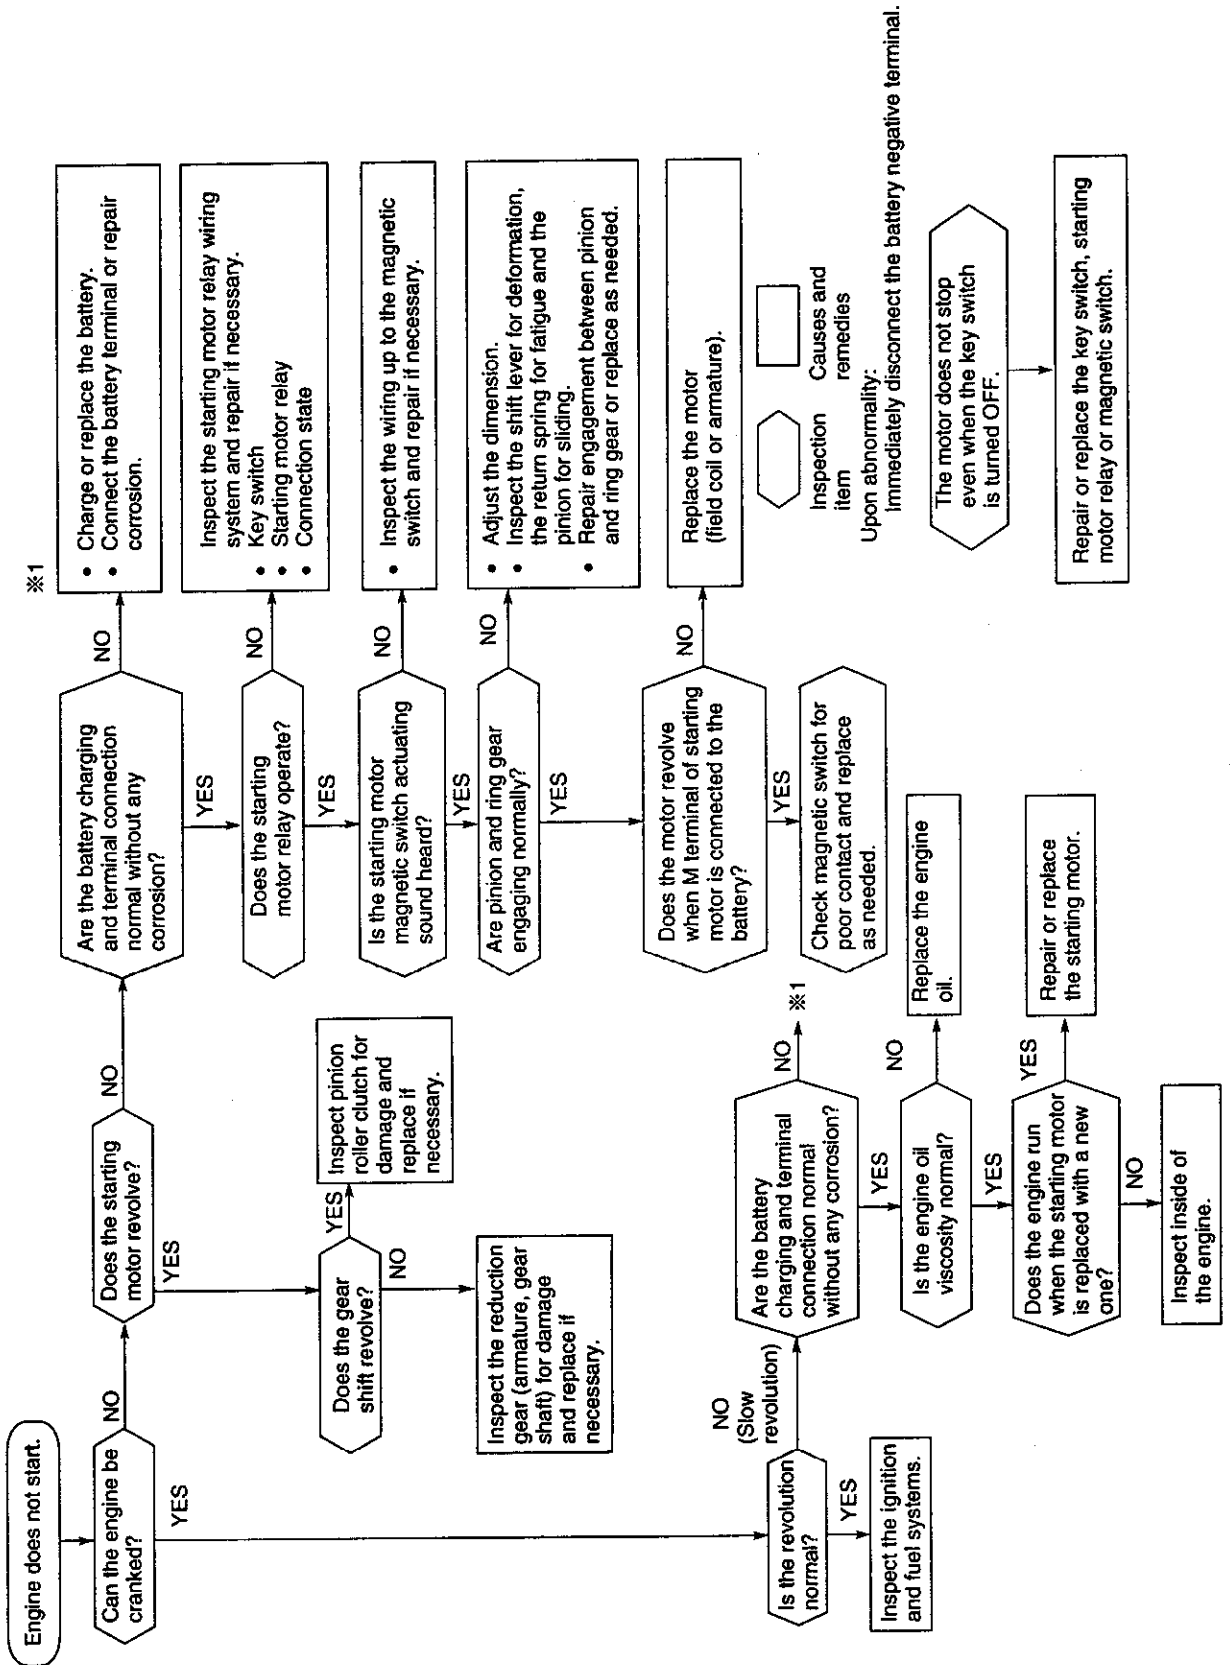 Engine does not start.
Can the engine be
cranked?
NO
YES
Does the starting
motor revolve?
NO
YES
Are the battery charging
and terminal connection
normal without any
corrosion?
NO
YES
※1
• Charge or replace the battery.
• Connect the battery terminal or repair
corrosion.
Does the starting
motor relay operate?
NO
YES
Inspect the starting motor relay wiring
system and repair if necessary.
• Key switch
• Starting motor relay
• Connection state
Is the starting motor
magnetic switch actuating
sound heard?
NO
YES
• Inspect the wiring up to the magnetic
switch and repair if necessary.
Are pinion and ring gear
engaging normally?
NO
YES
• Adjust the dimension.
• Inspect the shift lever for deformation,
the return spring for fatigue and the
pinion for sliding.
• Repair engagement between pinion
and ring gear or replace as needed.
Does the motor revolve
when M terminal of starting
motor is connected to the
battery?
NO
YES
Replace the motor
(field coil or armature).
Check magnetic switch for
poor contact and replace
as needed.
Does the gear
shift revolve?
YES
NO
Inspect pinion
roller clutch for
damage and
replace if
necessary.
Inspect the reduction
gear (armature, gear
shaft) for damage
and replace if
necessary.
Is the revolution
normal?
NO
(Slow
revolution)
YES
Inspect the ignition
and fuel systems.
Are the battery
charging and terminal
connection normal
without any corrosion?
NO
※1
YES
Is the engine oil
viscosity normal?
NO
YES
Replace the engine
oil.
Does the engine run
when the starting motor
is replaced with a new
one?
YES
NO
Repair or replace
the starting motor.
Inspect inside of
the engine.
Inspection
item
Causes and
remedies
Upon abnormality:
Immediately disconnect the battery negative terminal.
The motor does not stop
even when the key switch
is turned OFF.
Repair or replace the key switch, starting
motor relay or magnetic switch.